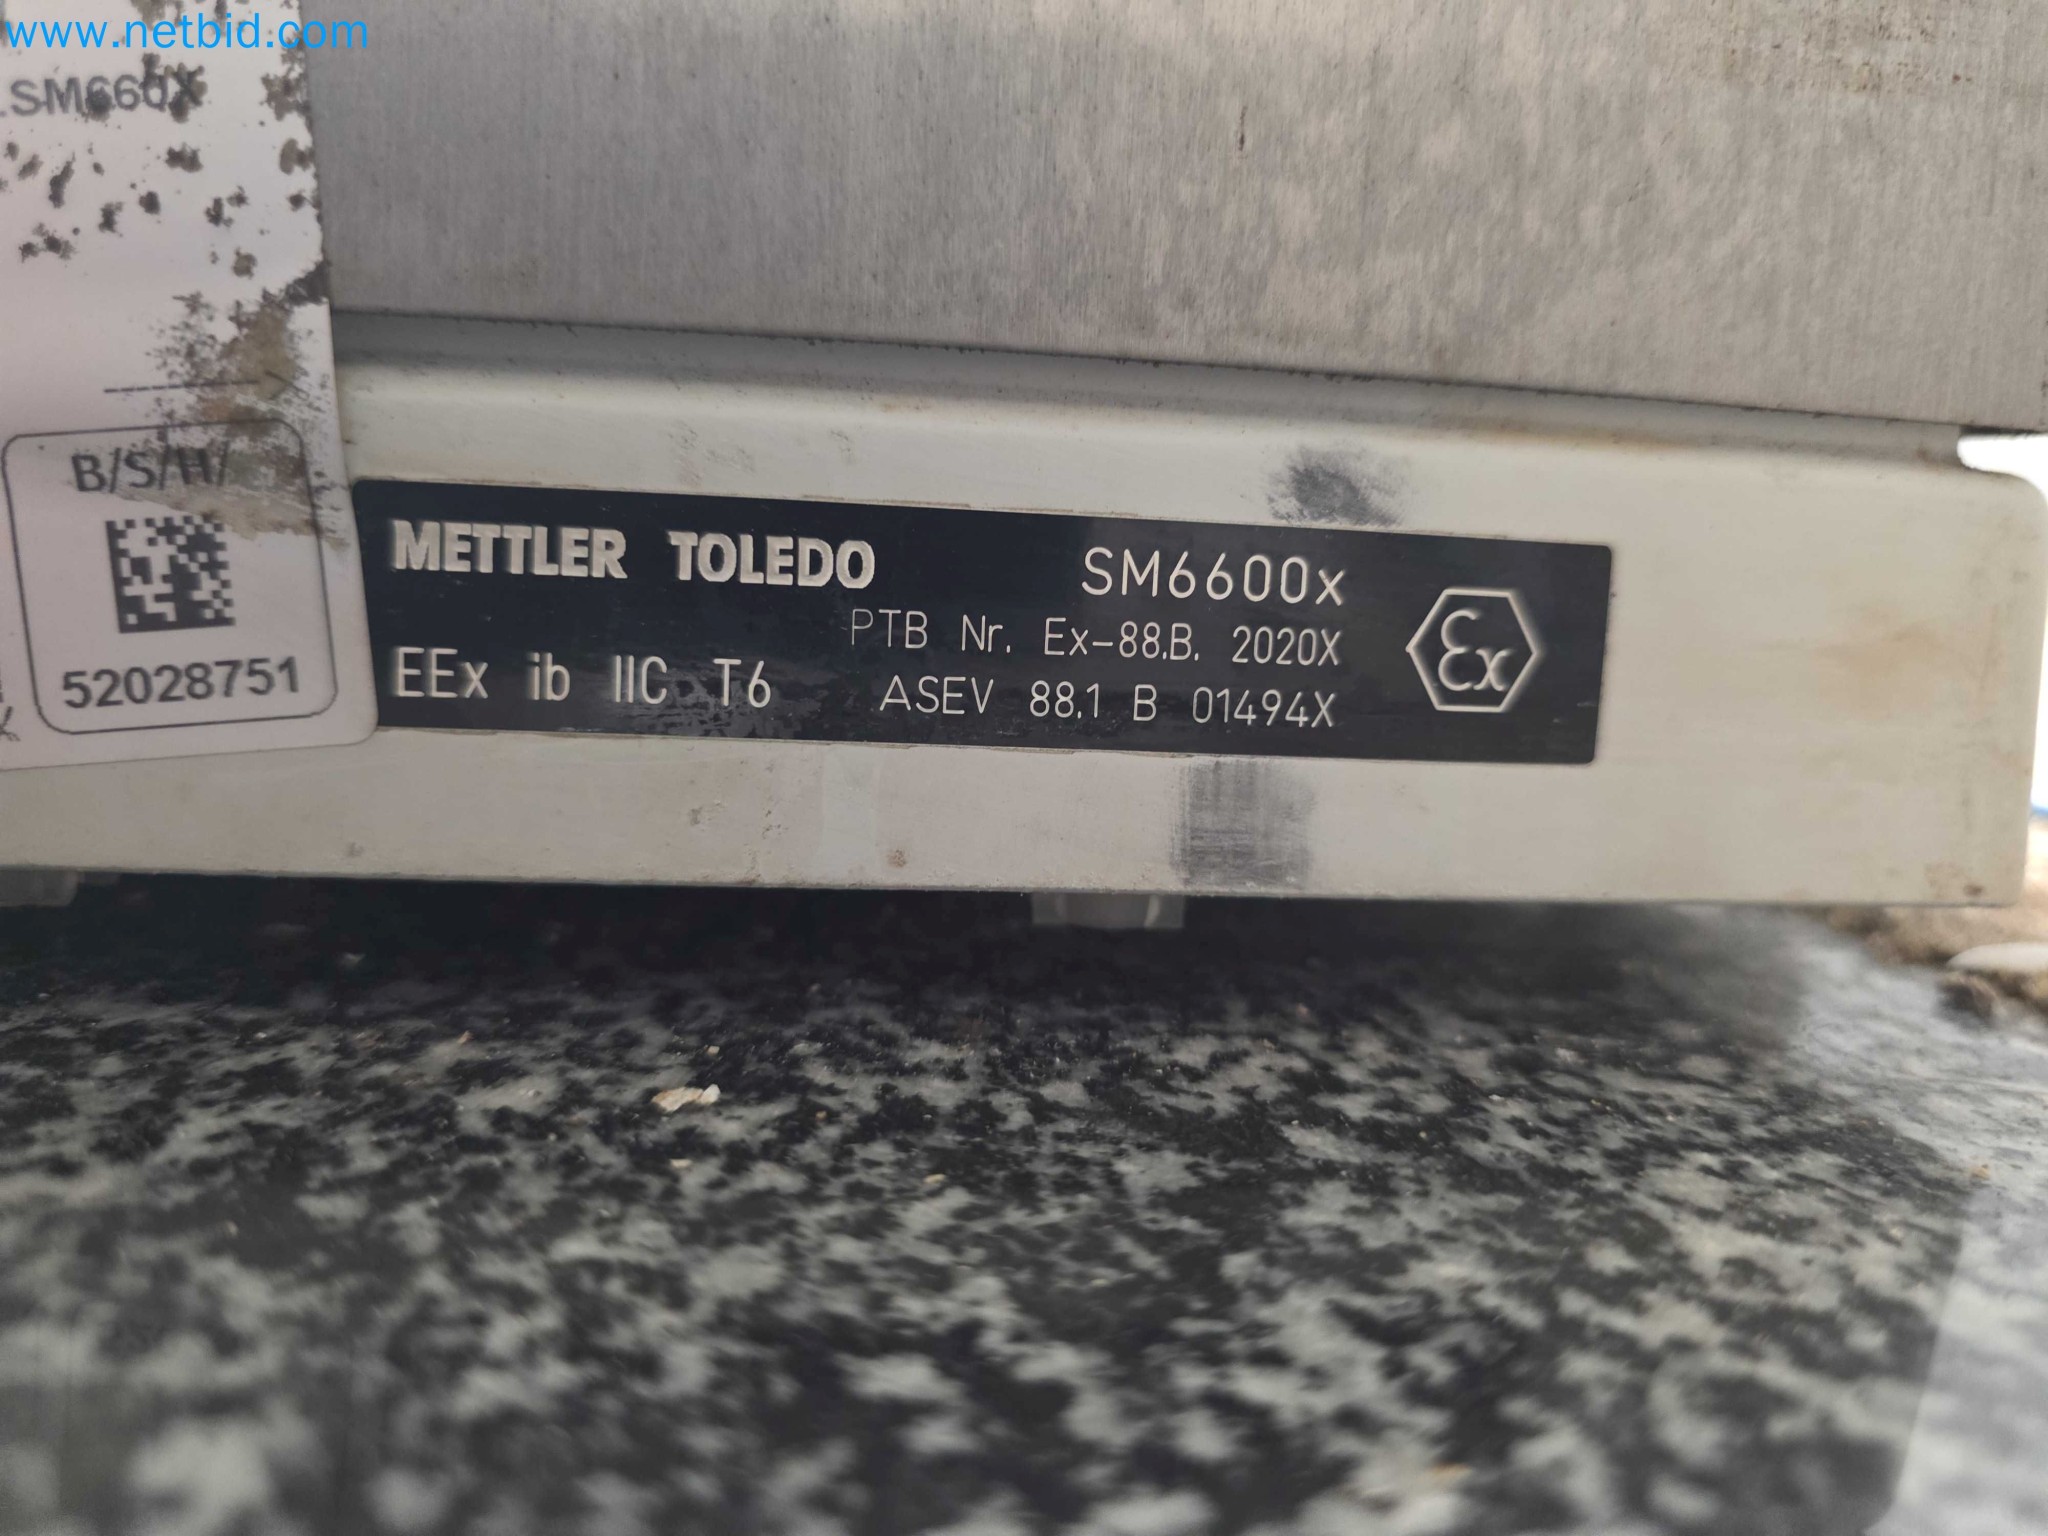 www.netbid.com
.SM660X
B/S/H/
52028751
METTLER TOLEDO
SM6600x
PTB Nr. Ex-88.B. 2020X
EEx ib IIC T6
ASEV 88.1 B 01494X
Ex